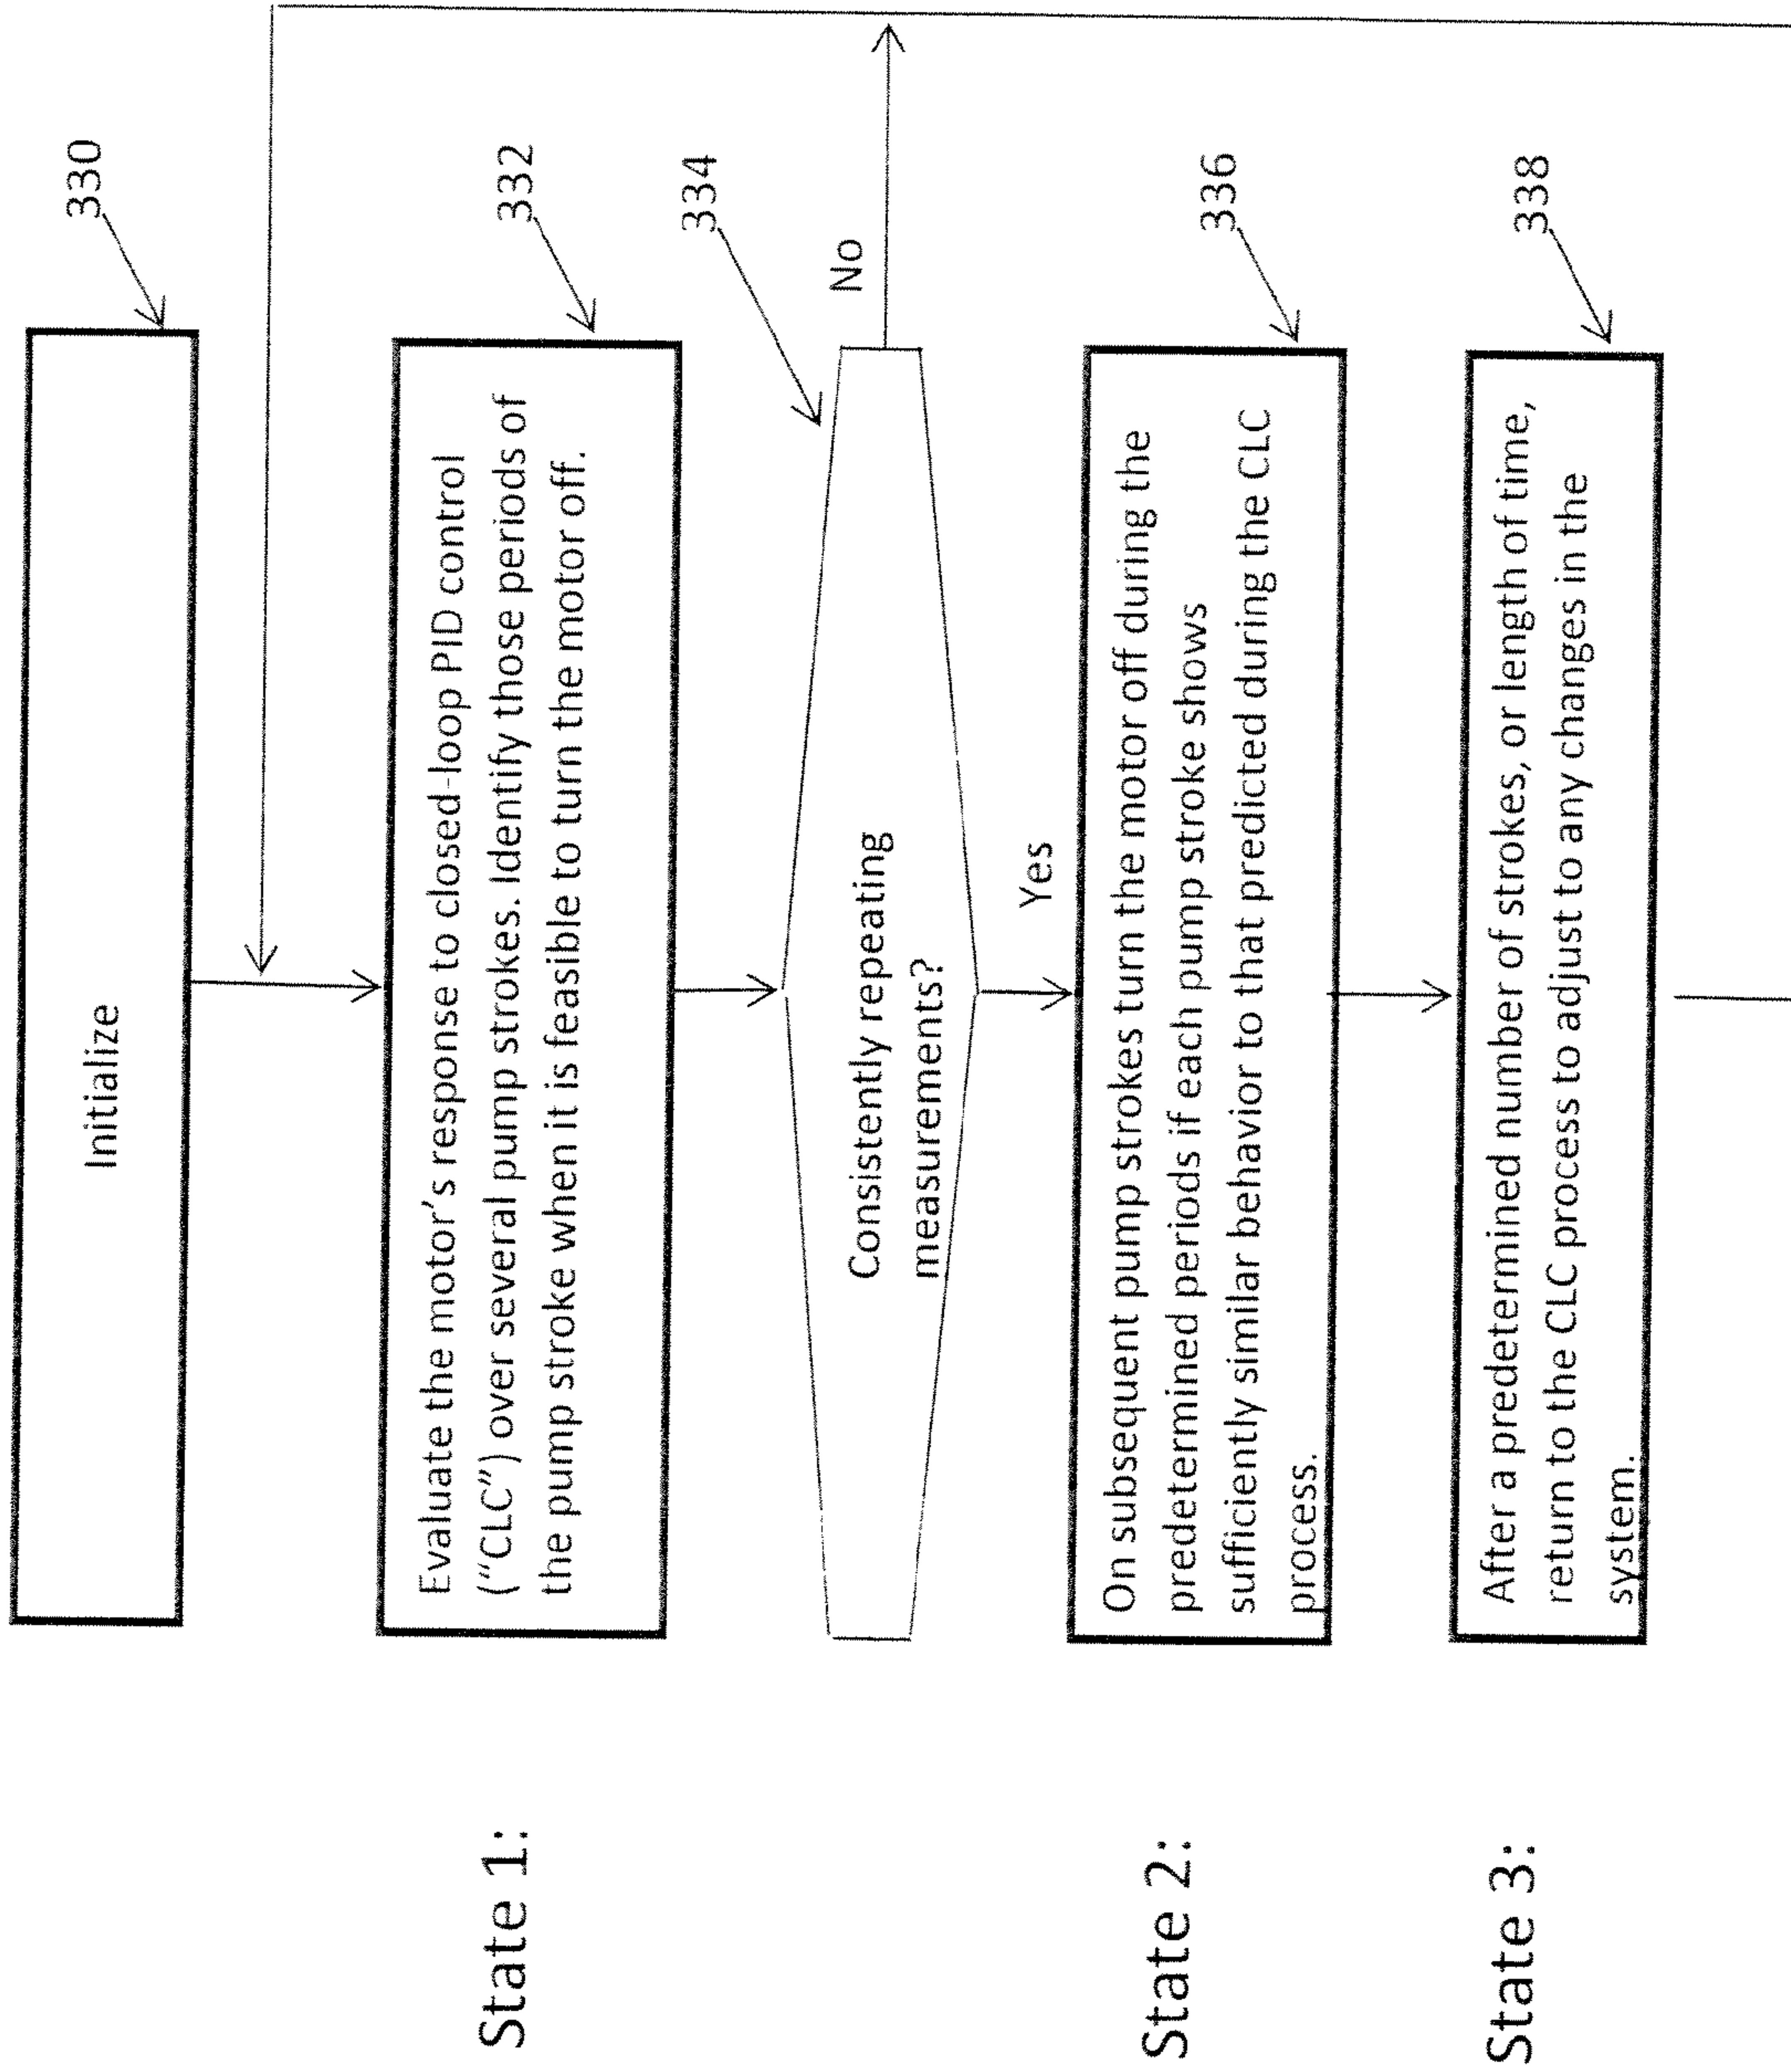 330
Initialize
State 1:
332
Evaluate the motor's response to closed-loop PID control
("CLC") over several pump strokes. Identify those periods of
the pump stroke when it is feasible to turn the motor off.
334
Consistently repeating
measurements?
No
Yes
State 2:
336
On subsequent pump strokes turn the motor off during the
predetermined periods if each pump stroke shows
sufficiently similar behavior to that predicted during the CLC
process.
State 3:
338
After a predetermined number of strokes, or length of time,
return to the CLC process to adjust to any changes in the
system.